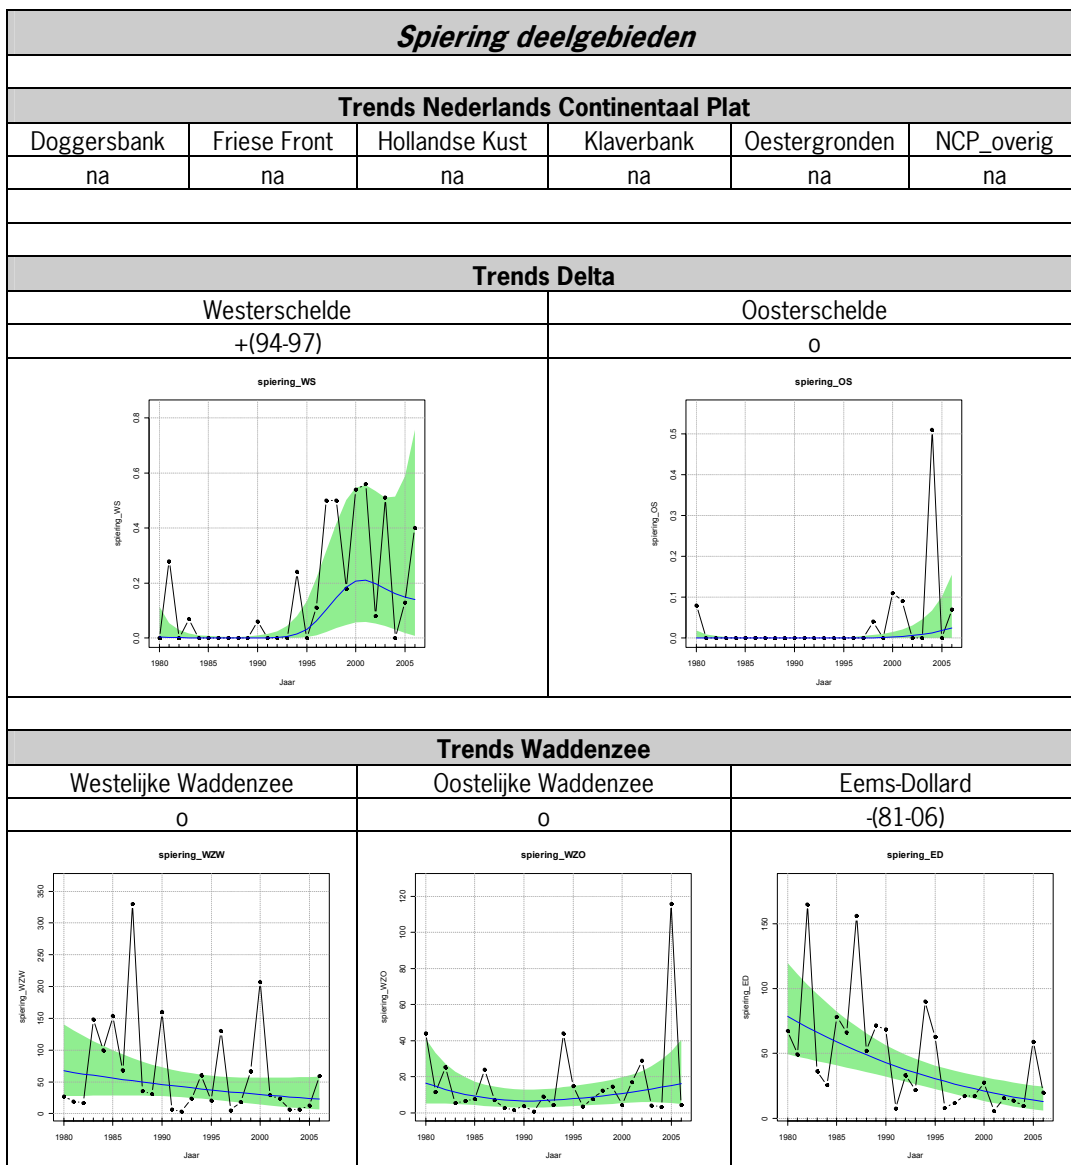 Spiering deelgebieden
Trends Nederlands Continentaal Plat
Doggersbank Friese Front Hollandse Kust Klaverbank Oestergronden NCP_overig
na na na na na na
Trends Delta
Westerschelde Oosterschelde
+(94-97) o
spiering_WS spiering_OS
spiering_WS
0.0 0.2 0.4 0.6 0.8
1980 1985 1990 1995 2000 2005
Jaar
spiering_OS
0.0 0.1 0.2 0.3 0.4 0.5
1980 1985 1990 1995 2000 2005
Jaar
Trends Waddenzee
Westelijke Waddenzee Oostelijke Waddenzee Eems-Dollard
o o -(81-06)
spiering_WZW spiering_WZO spiering_ED
spiering_WZW
0 50 100 150 200 250 300 350
1980 1985 1990 1995 2000 2005
Jaar
spiering_WZO
0 20 40 60 80 100 120
1980 1985 1990 1995 2000 2005
Jaar
spiering_ED
0 50 100 150
1980 1985 1990 1995 2000 2005
Jaar